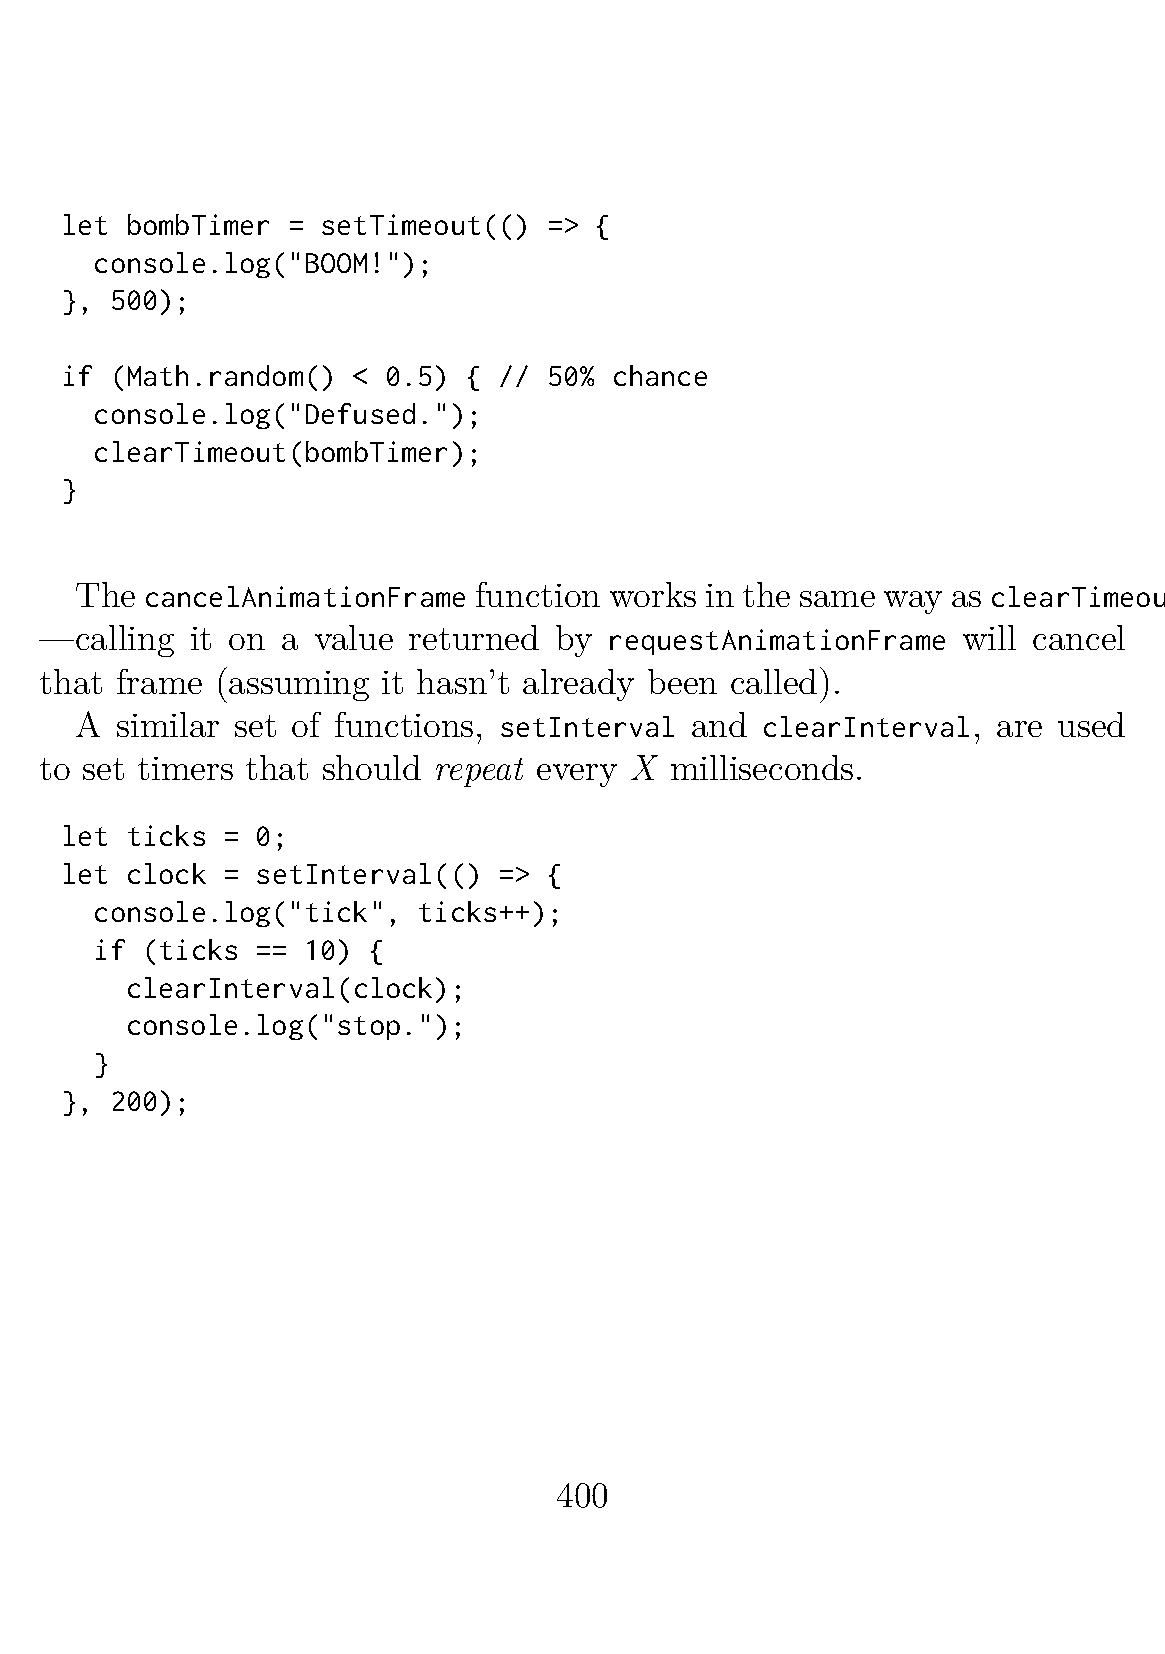 let bombTimer = setTimeout(() => {
  console.log("BOOM!");
}, 500);

if (Math.random() < 0.5) { // 50% chance
  console.log("Defused.");
  clearTimeout(bombTimer);
}

The cancelAnimationFrame function works in the same way as clearTimeou
—calling it on a value returned by requestAnimationFrame will cancel
that frame (assuming it hasn't already been called).
A similar set of functions, setInterval and clearInterval, are used
to set timers that should repeat every X milliseconds.

let ticks = 0;
let clock = setInterval(() => {
  console.log("tick", ticks++);
  if (ticks == 10) {
    clearInterval(clock);
    console.log("stop.");
  }
}, 200);

400